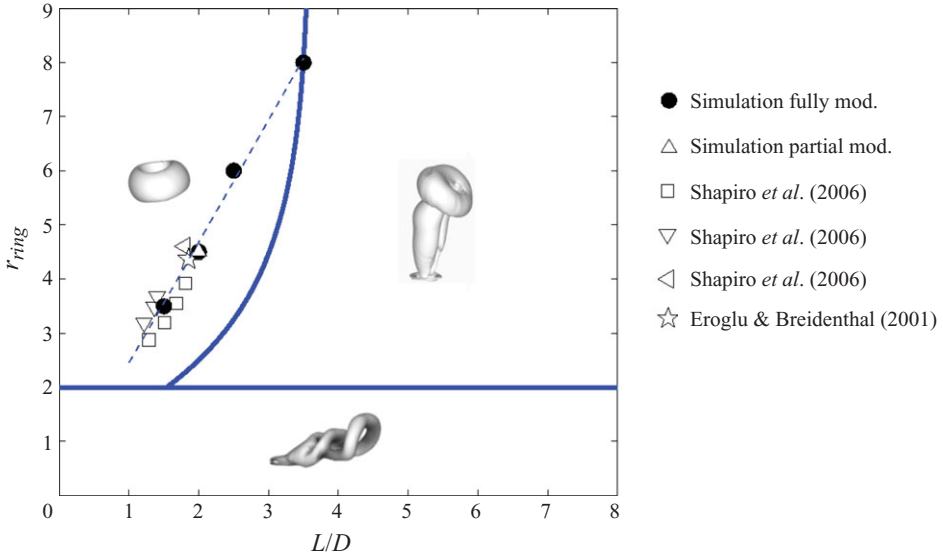 9
8
7
6
5
4
3
2
1
0
1
2
3
4
5
6
7
8
r_ring
L/D
Simulation fully mod.
Simulation partial mod.
Shapiro et al. (2006)
Shapiro et al. (2006)
Shapiro et al. (2006)
Eroglu & Breidenthal (2001)